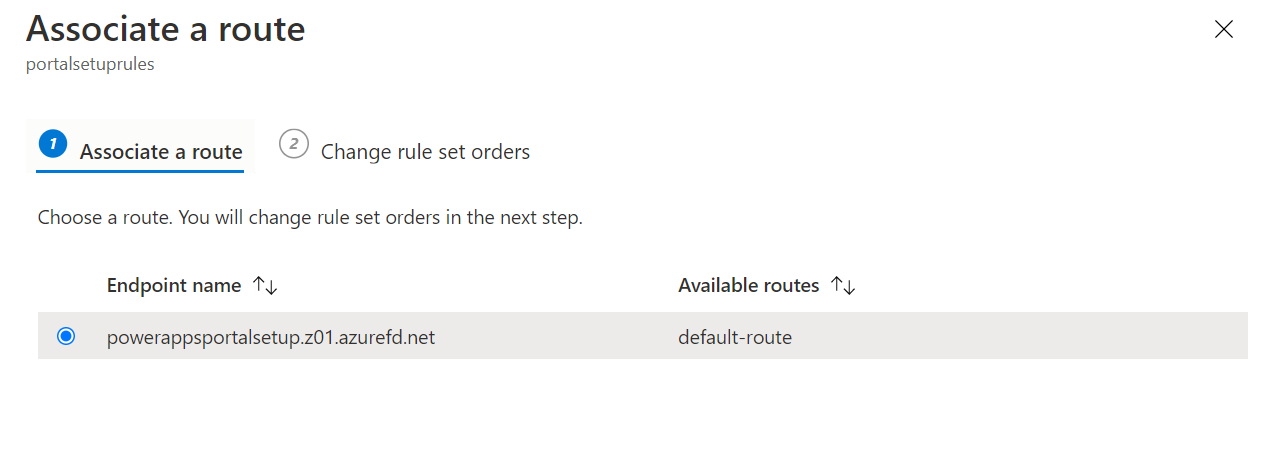 Associate a route
portalsetuprules
1 Associate a route 2 Change rule set orders
Choose a route. You will change rule set orders in the next step.
Endpoint name ↑↓ Available routes ↑↓
powerappsportalsetup.z01.azurefd.net default-route